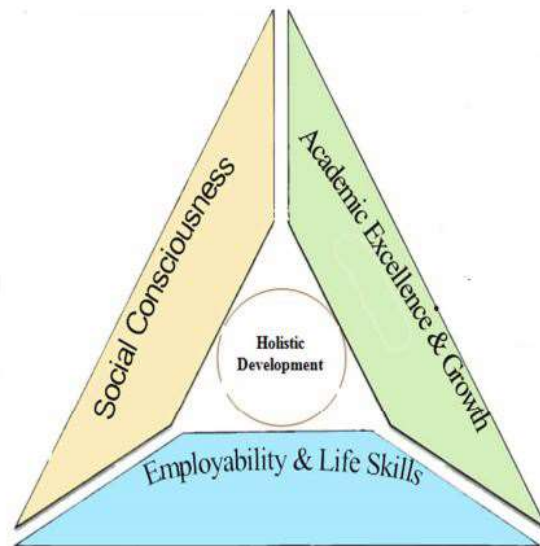 Social Consciousness
Academic Excellence & Growth
Holistic
Development
Employability & Life Skills